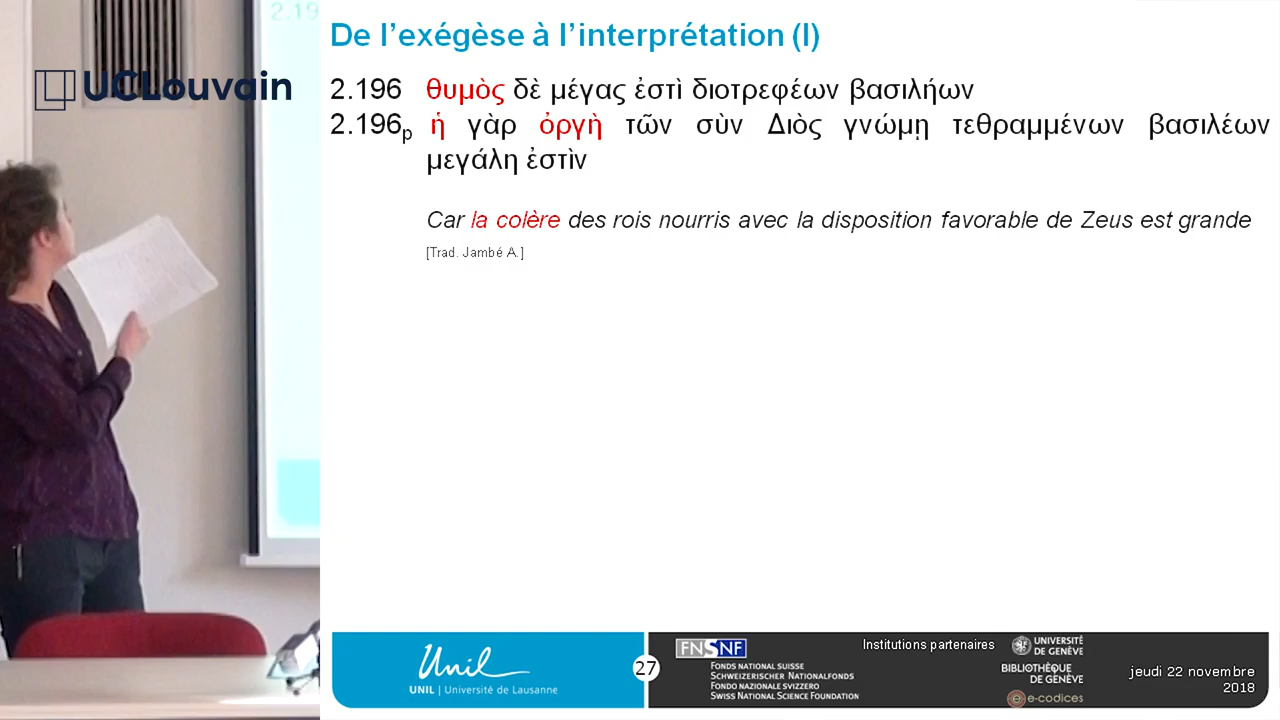 2.19
UCLouvain
De l’exégèse à l’interprétation (I)
2.196 θυμὸς δὲ μέγας ἐστὶ διοτρεφέων βασιλήων
2.196p ἡ γὰρ ὀργὴ τῶν σὺν Διὸς γνώμῃ τεθραμμένων βασιλέων
μεγάλη ἐστὶν
Car la colère des rois nourris avec la disposition favorable de Zeus est grande
[Trad. Jambé A.]
Unil
UNIL | Université de Lausanne
27
FNSNF
FONDS NATIONAL SUISSE
SCHWEIZERISCHER NATIONALFONDS
FONDO NAZIONALE SVIZZERO
SWISS NATIONAL SCIENCE FOUNDATION
Institutions partenaires
UNIVERSITÉ
DE GENÈVE
BIBLIOTHÈQUE
DE GENÈVE
e-codices
jeudi 22 novembre
2018